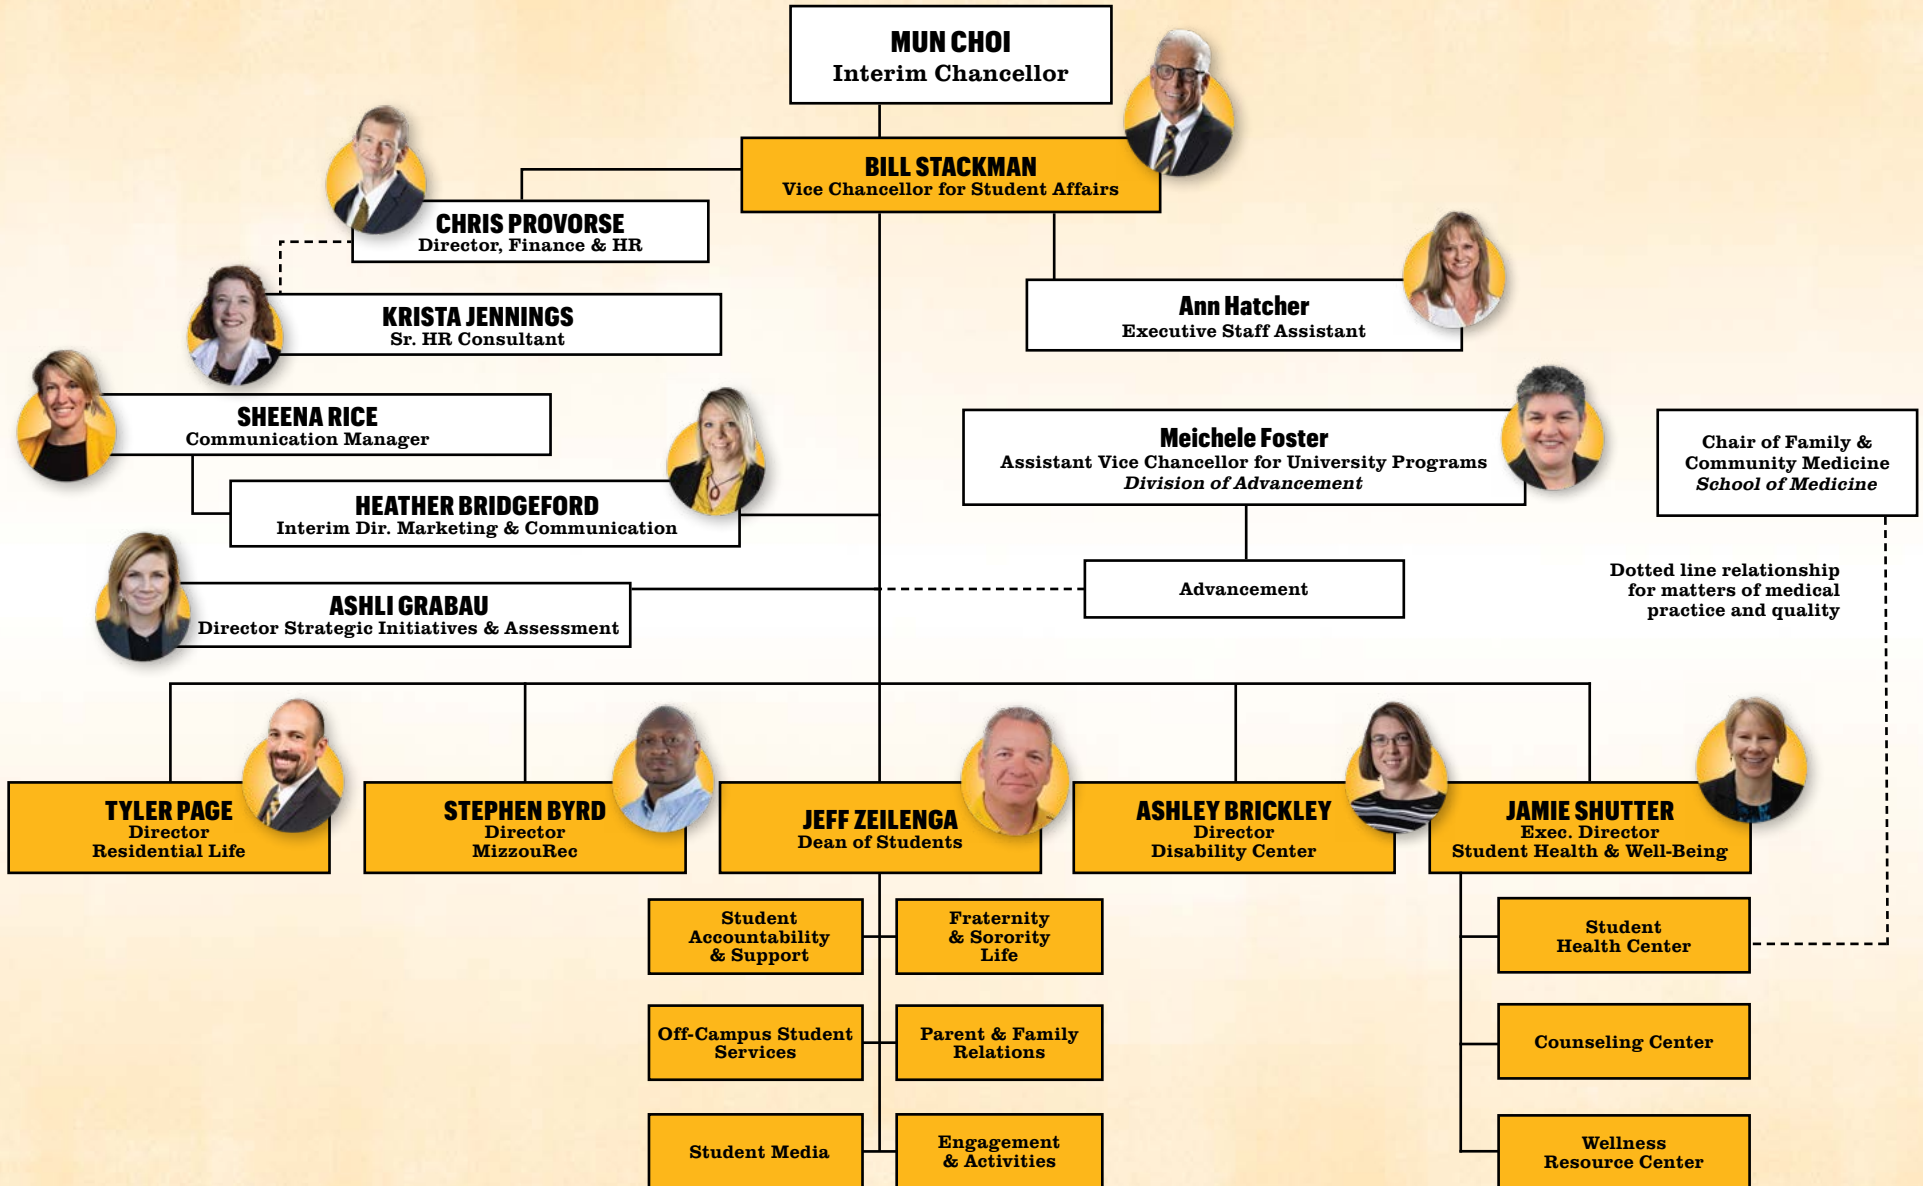 MUN CHOI
Interim Chancellor
BILL STACKMAN
Vice Chancellor for Student Affairs
CHRIS PROVORSE
Director, Finance & HR
KRISTA JENNINGS
Sr. HR Consultant
Ann Hatcher
Executive Staff Assistant
SHEENA RICE
Communication Manager
HEATHER BRIDGEFORD
Interim Dir. Marketing & Communication
Meichele Foster
Assistant Vice Chancellor for University Programs
Division of Advancement
Chair of Family &
Community Medicine
School of Medicine
ASHLI GRABAU
Director Strategic Initiatives & Assessment
Advancement
Dotted line relationship
for matters of medical
practice and quality
TYLER PAGE
Director
Residential Life
STEPHEN BYRD
Director
MizzouRec
JEFF ZEILENGA
Dean of Students
ASHLEY BRICKLEY
Director
Disability Center
JAMIE SHUTTER
Exec. Director
Student Health & Well-Being
Student
Accountability
& Support
Fraternity
& Sorority
Life
Student
Health Center
Off-Campus Student
Services
Parent & Family
Relations
Counseling Center
Student Media
Engagement
& Activities
Wellness
Resource Center